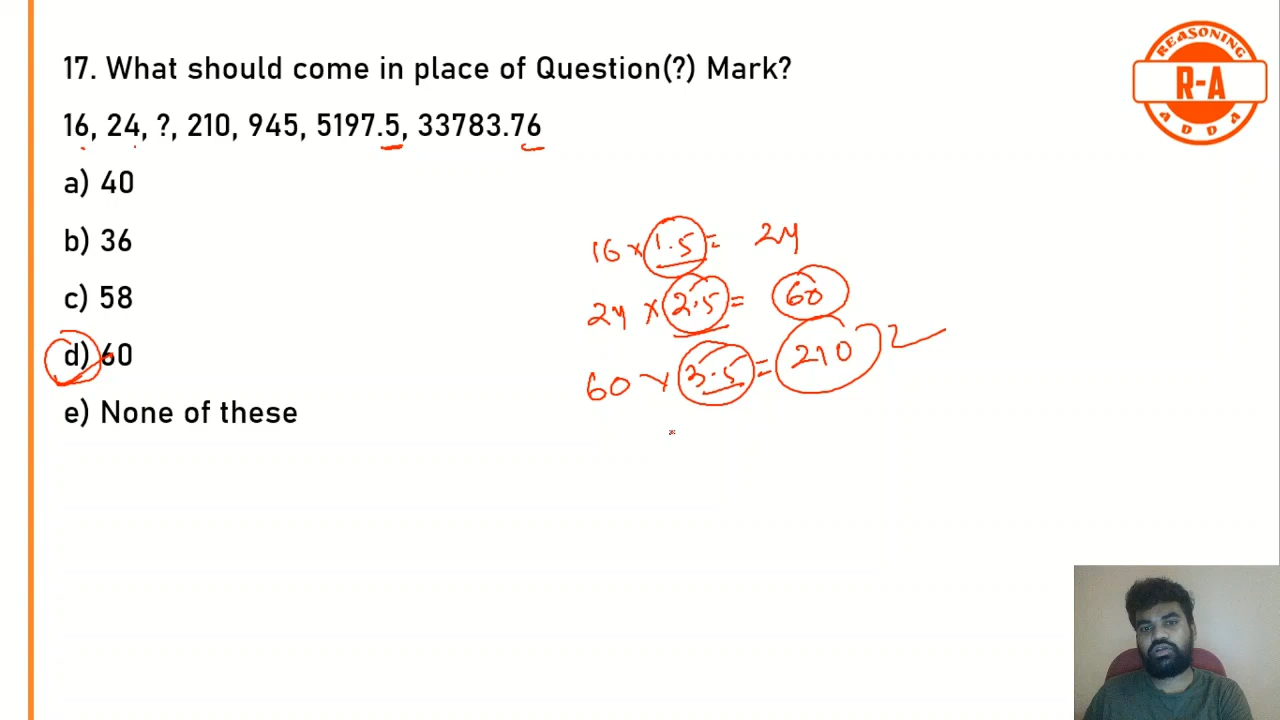 17. What should come in place of Question(?) Mark?
16, 24, ?, 210, 945, 5197.5, 33783.76
a) 40
b) 36
c) 58
d) 60
e) None of these
16 × 1.5 = 24
24 × 2.5 = 60
60 × 3.5 = 210
REASONING
R-A
ADDA